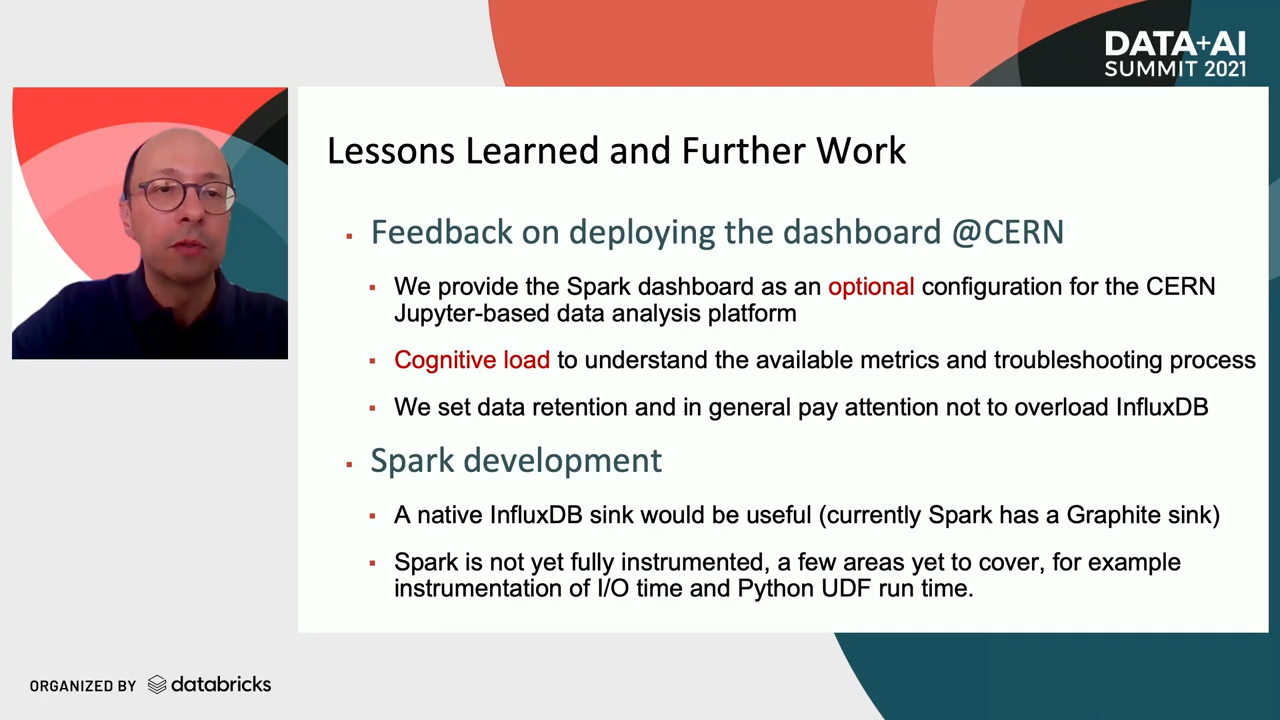 DATA+AI
SUMMIT 2021
Lessons Learned and Further Work
▪ Feedback on deploying the dashboard @CERN
▪ We provide the Spark dashboard as an optional configuration for the CERN
Jupyter-based data analysis platform
▪ Cognitive load to understand the available metrics and troubleshooting process
▪ We set data retention and in general pay attention not to overload InfluxDB
▪ Spark development
▪ A native InfluxDB sink would be useful (currently Spark has a Graphite sink)
▪ Spark is not yet fully instrumented, a few areas yet to cover, for example
instrumentation of I/O time and Python UDF run time.
ORGANIZED BY databricks